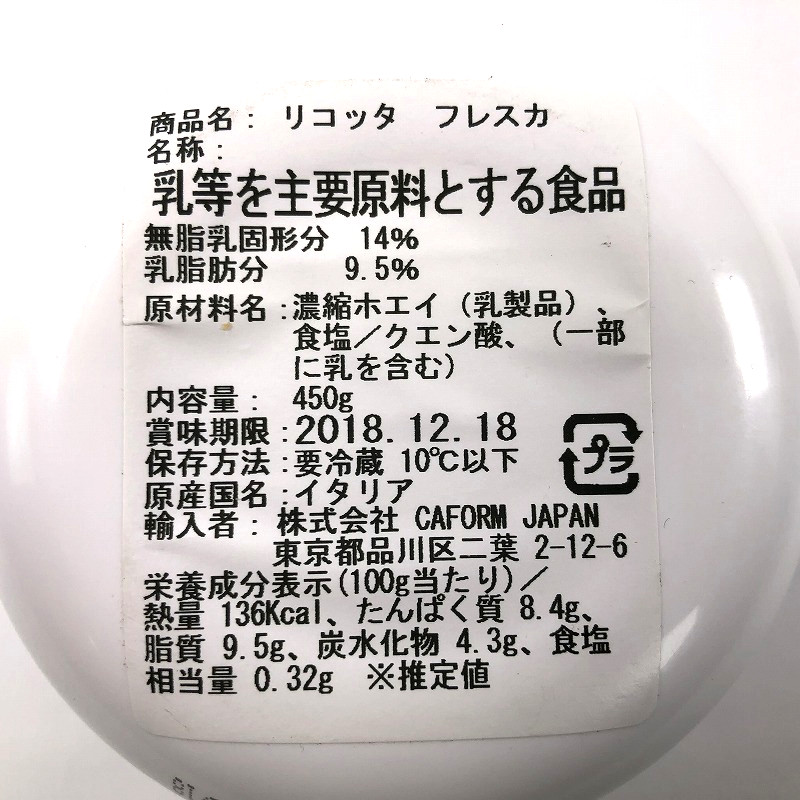 商品名： リコッタ　フレスカ
名称：
乳等を主要原料とする食品
無脂乳固形分　14%
乳脂肪分　　9.5%
原材料名：濃縮ホエイ（乳製品）、
食塩／クエン酸、（一部
に乳を含む）
内容量：　450g
賞味期限：2018.12.18
保存方法：要冷蔵 10℃以下
原産国名：イタリア
輸入者： 株式会社 CAFORM JAPAN
東京都品川区二葉 2-12-6
プラ
栄養成分表示(100g当たり)／
熱量 136Kcal、たんぱく質 8.4g、
脂質 9.5g、炭水化物 4.3g、食塩
相当量 0.32g　※推定値